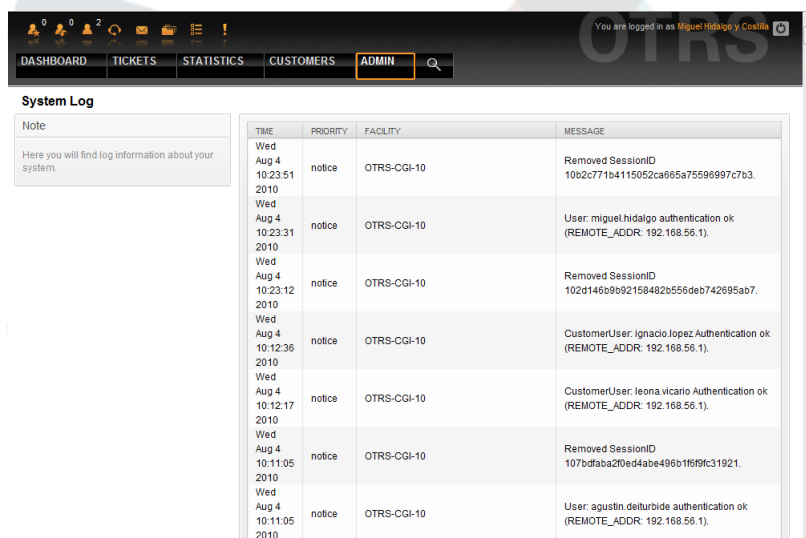 0 0 2
You are logged in as Miguel Hidalgo y Costilla
OTRS
DASHBOARD TICKETS STATISTICS CUSTOMERS ADMIN
System Log
Note
Here you will find log information about your
system.
TIME PRIORITY FACILITY MESSAGE
Wed
Aug 4
10:23:51
2010
notice
OTRS-CGI-10
Removed SessionID
10b2c771b4115052ca665a75596997c7b3.
Wed
Aug 4
10:23:31
2010
notice
OTRS-CGI-10
User: miguel.hidalgo authentication ok
(REMOTE_ADDR: 192.168.56.1).
Wed
Aug 4
10:23:12
2010
notice
OTRS-CGI-10
Removed SessionID
102d146b9b92158482b556deb742695ab7.
Wed
Aug 4
10:12:36
2010
notice
OTRS-CGI-10
CustomerUser: ignacio.lopez Authentication ok
(REMOTE_ADDR: 192.168.56.1).
Wed
Aug 4
10:12:17
2010
notice
OTRS-CGI-10
CustomerUser: leona.vicario Authentication ok
(REMOTE_ADDR: 192.168.56.1).
Wed
Aug 4
10:11:05
2010
notice
OTRS-CGI-10
Removed SessionID
107bdfaba2f0ed4abe496b1f6f9fc31921.
Wed
Aug 4
10:11:05
2010
notice
OTRS-CGI-10
User: agustin.deiturbide authentication ok
(REMOTE_ADDR: 192.168.56.1).